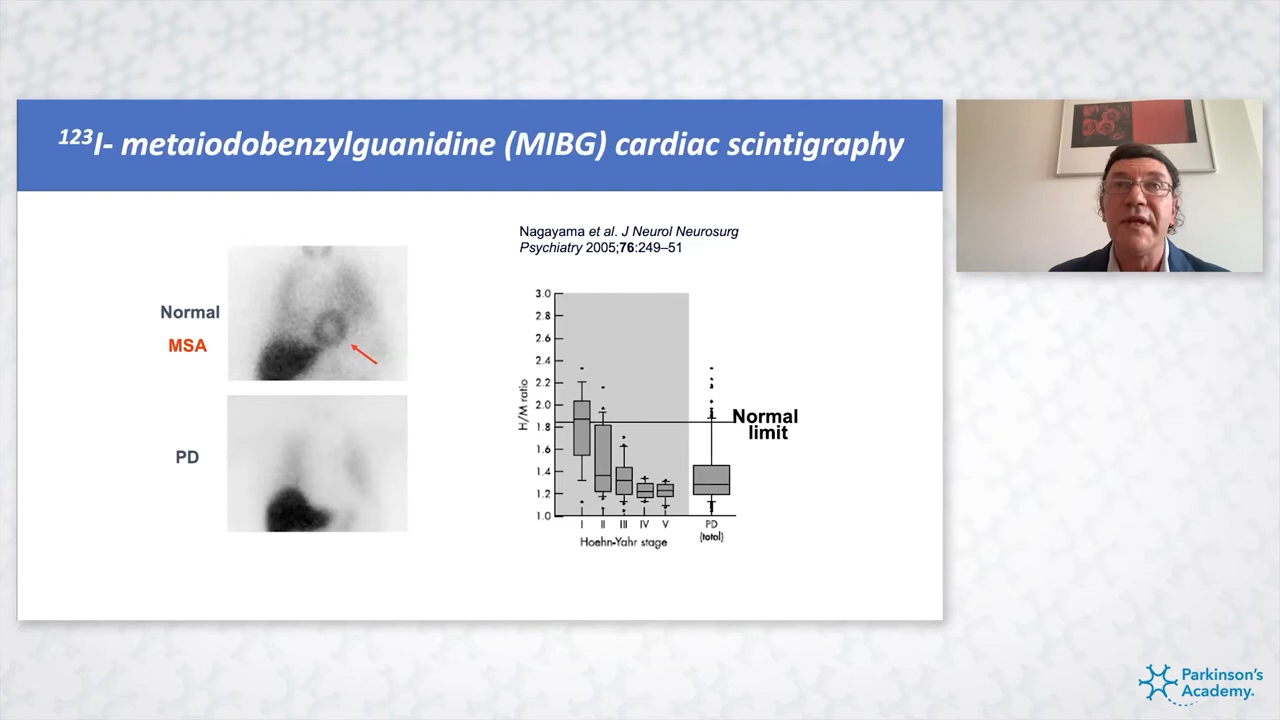 ¹²³I- metaiodobenzylguanidine (MIBG) cardiac scintigraphy
Normal
MSA
PD
Nagayama et al. J Neurol Neurosurg
Psychiatry 2005;76:249–51
3.0
2.8
2.6
2.4
2.2
2.0
1.8
1.6
1.4
1.2
1.0
H/M ratio
Normal
limit
I II III IV V PD
(total)
Hoehn-Yahr stage
Parkinson's
Academy.